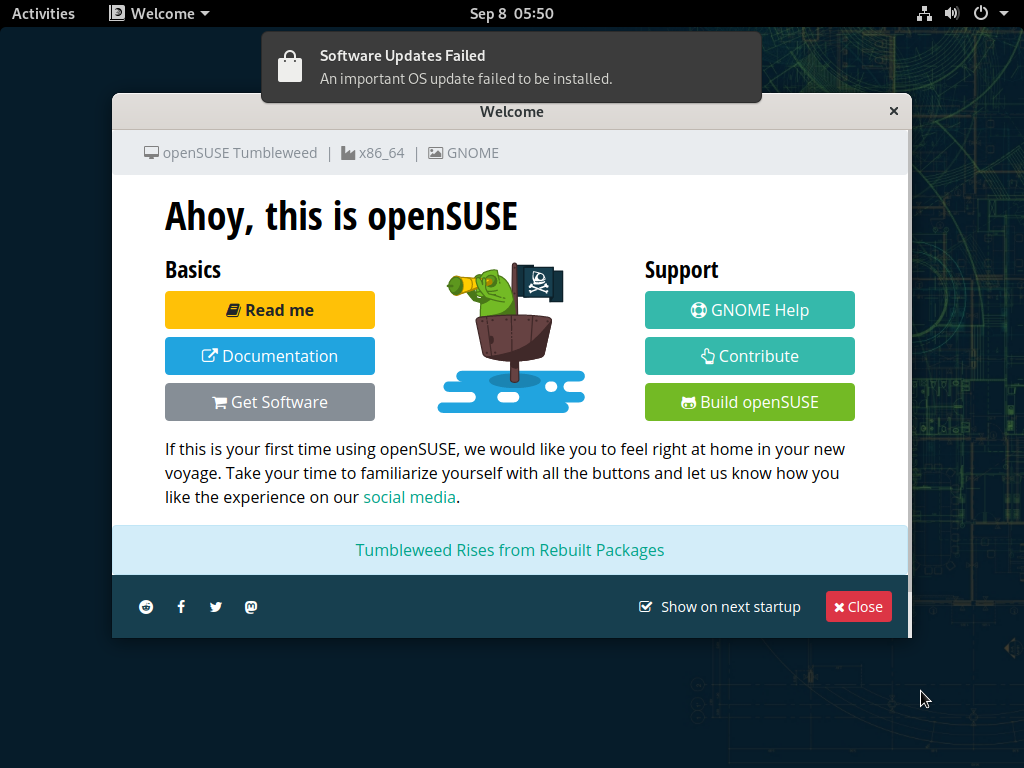 Activities
Welcome
Sep 8 05:50
Software Updates Failed
An important OS update failed to be installed.
Welcome
openSUSE Tumbleweed | x86_64 | GNOME
Ahoy, this is openSUSE
Basics
Read me
Documentation
Get Software
Support
GNOME Help
Contribute
Build openSUSE
If this is your first time using openSUSE, we would like you to feel right at home in your new
voyage. Take your time to familiarize yourself with all the buttons and let us know how you
like the experience on our social media.
Tumbleweed Rises from Rebuilt Packages
Show on next startup
Close